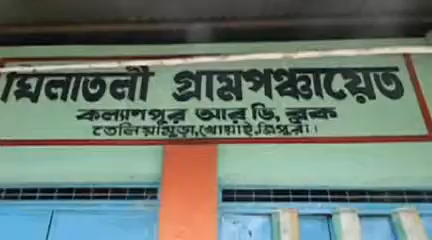 ঘিলাতলী গ্রামপঞ্চায়েত
কল্যাণপুর আর ডি, ব্লক
তেলিয়ামুড়া,খোয়াই,ত্রিপুরা।